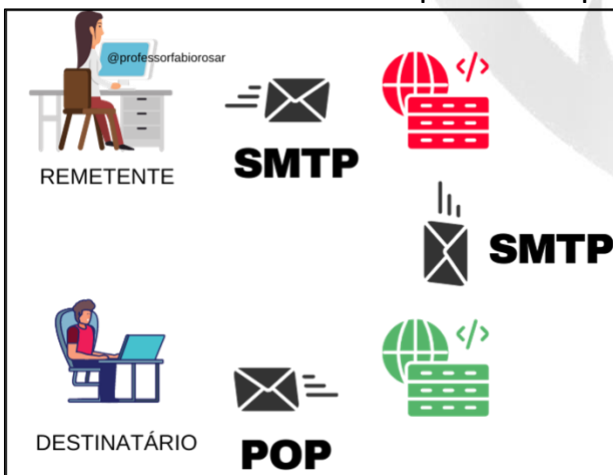 @professorfabiorosar
REMETENTE
SMTP
</>
SMTP
DESTINATÁRIO
POP
</>